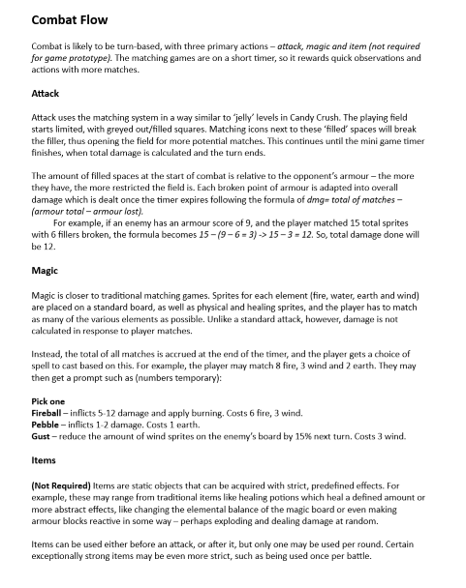 Combat Flow
Combat is likely to be turn-based, with three primary actions – attack, magic and item (not required
for game prototype). The matching games are on a short timer, so it rewards quick observations and
actions with more matches.
Attack
Attack uses the matching system in a way similar to 'jelly' levels in Candy Crush. The playing field
starts limited, with greyed out/filled squares. Matching icons next to these 'filled' spaces will break
the filler, thus opening the field for more potential matches. This continues until the mini game timer
finishes, when total damage is calculated and the turn ends.
The amount of filled spaces at the start of combat is relative to the opponent's armour – the more
they have, the more restricted the field is. Each broken point of armour is adapted into overall
damage which is dealt once the timer expires following the formula of dmg= total of matches –
(armour total – armour lost).
For example, if an enemy has an armour score of 9, and the player matched 15 total sprites
with 6 fillers broken, the formula becomes 15 – (9 – 6 = 3) -> 15 – 3 = 12. So, total damage done will
be 12.
Magic
Magic is closer to traditional matching games. Sprites for each element (fire, water, earth and wind)
are placed on a standard board, as well as physical and healing sprites, and the player has to match
as many of the various elements as possible. Unlike a standard attack, however, damage is not
calculated in response to player matches.
Instead, the total of all matches is accrued at the end of the timer, and the player gets a choice of
spell to cast based on this. For example, the player may match 8 fire, 3 wind and 2 earth. They may
then get a prompt such as (numbers temporary):
Pick one
Fireball – inflicts 5-12 damage and apply burning. Costs 6 fire, 3 wind.
Pebble – inflicts 1-2 damage. Costs 1 earth.
Gust – reduce the amount of wind sprites on the enemy's board by 15% next turn. Costs 3 wind.
Items
(Not Required) Items are static objects that can be acquired with strict, predefined effects. For
example, these may range from traditional items like healing potions which heal a defined amount or
more abstract effects, like changing the elemental balance of the magic board or even making
armour blocks reactive in some way – perhaps exploding and dealing damage at random.
Items can be used either before an attack, or after it, but only one may be used per round. Certain
exceptionally strong items may be even more strict, such as being used once per battle.